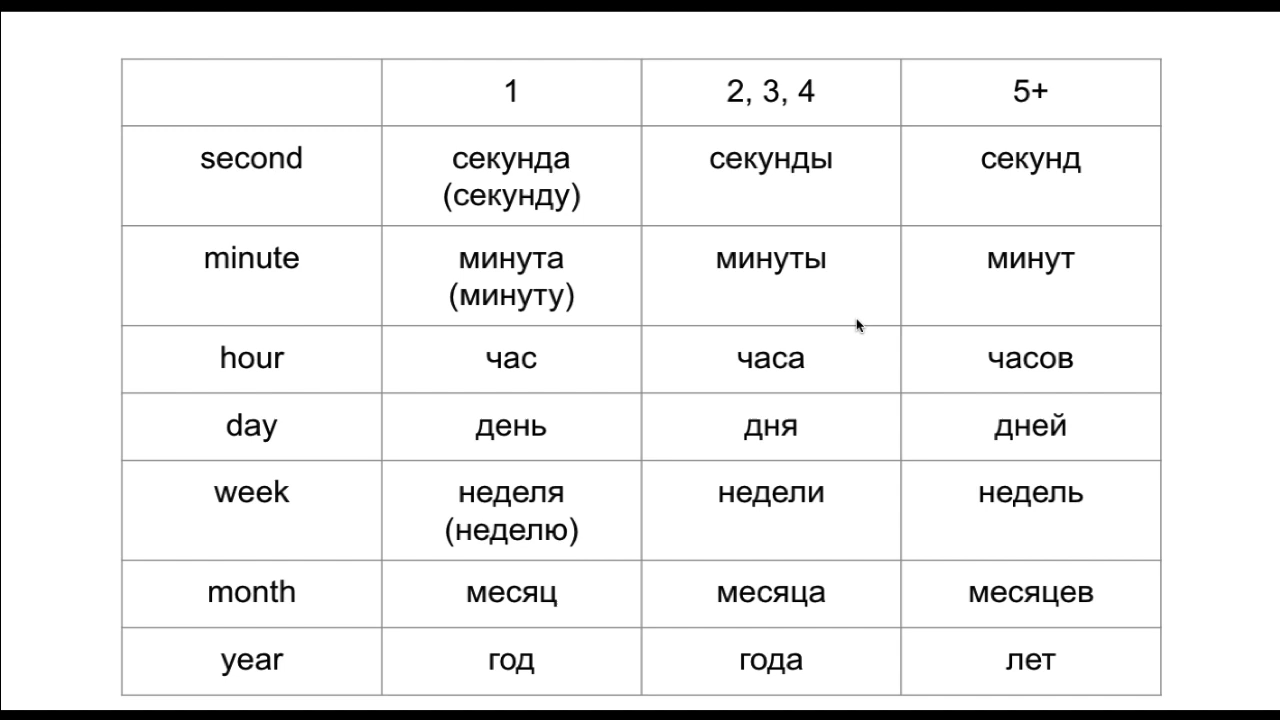 1 2, 3, 4 5+
second секунда секунды секунд
(секунду)
minute минута минуты минут
(минуту)
hour час часа часов
day день дня дней
week неделя недели недель
(неделю)
month месяц месяца месяцев
year год года лет